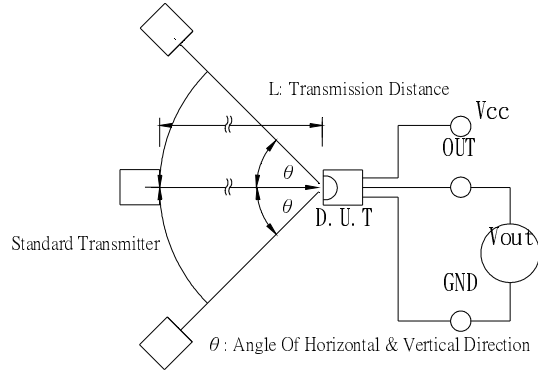 L: Transmission Distance
Vcc
OUT
θ
θ
D.U.T
Standard Transmitter
Vout
GND
θ : Angle Of Horizontal & Vertical Direction